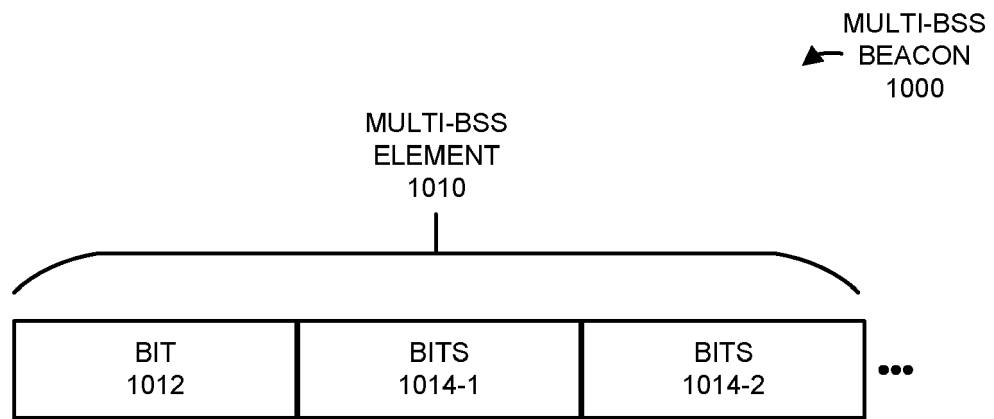 MULTI-BSS
BEACON
1000
MULTI-BSS
ELEMENT
1010
BIT
1012
BITS
1014-1
BITS
1014-2
•••